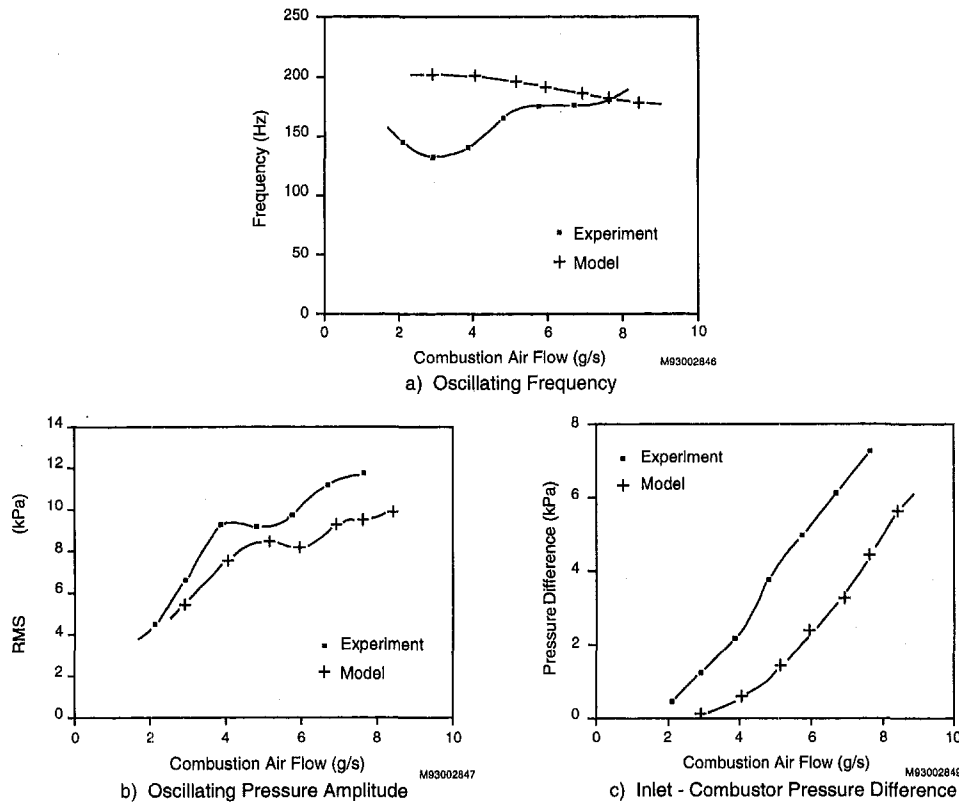 250
200
150
100
50
0
Frequency (Hz)
Experiment
Model
0 2 4 6 8 10
Combustion Air Flow (g/s)
M93002846
a) Oscillating Frequency
14
12
10
8
6
4
2
0
RMS (kPa)
Experiment
Model
0 2 4 6 8 10
Combustion Air Flow (g/s)
M93002847
b) Oscillating Pressure Amplitude
8
6
4
2
0
Pressure Difference (kPa)
Experiment
Model
0 2 4 6 8 10
Combustion Air Flow (g/s)
M93002849
c) Inlet - Combustor Pressure Difference